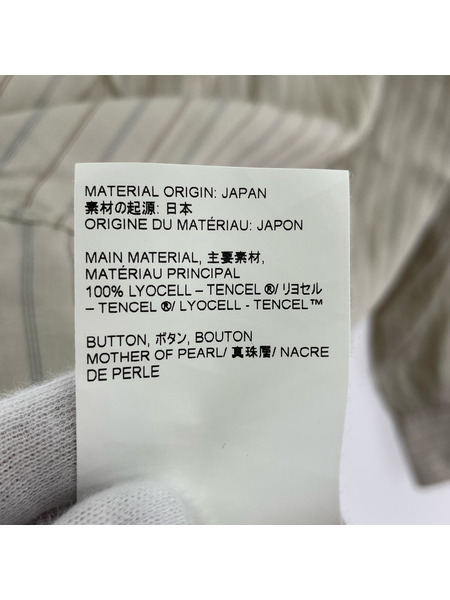 MATERIAL ORIGIN: JAPAN
素材の起源: 日本
ORIGINE DU MATÉRIAU: JAPON
MAIN MATERIAL, 主要素材,
MATÉRIAU PRINCIPAL
100% LYOCELL – TENCEL ®/ リヨセル
– TENCEL ®/ LYOCELL - TENCEL™
BUTTON, ボタン, BOUTON
MOTHER OF PEARL/ 真珠層/ NACRE
DE PERLE